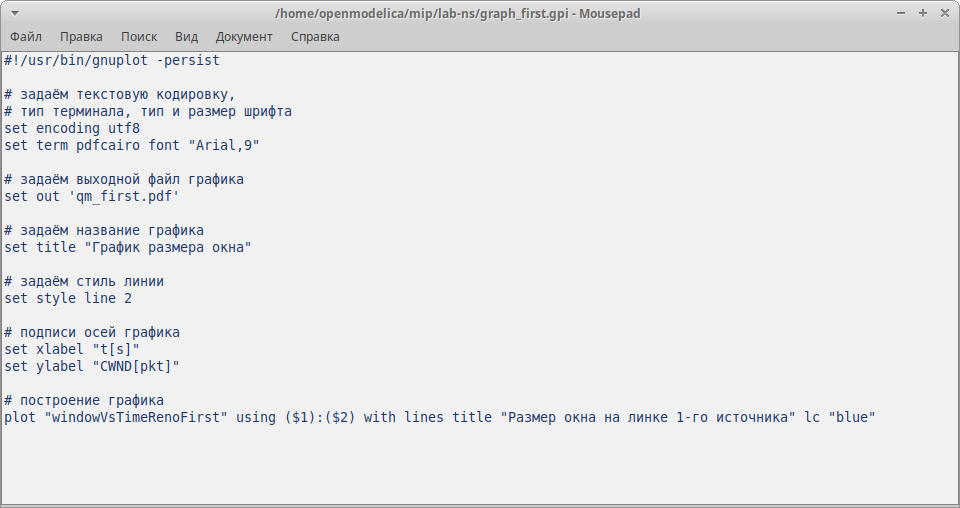 /home/openmodelica/mip/lab-ns/graph_first.gpi - Mousepad
Файл Правка Поиск Вид Документ Справка
#!/usr/bin/gnuplot -persist
# задаём текстовую кодировку,
# тип терминала, тип и размер шрифта
set encoding utf8
set term pdfcairo font "Arial,9"
# задаём выходной файл графика
set out 'qm_first.pdf'
# задаём название графика
set title "График размера окна"
# задаём стиль линии
set style line 2
# подписи осей графика
set xlabel "t[s]"
set ylabel "CWND[pkt]"
# построение графика
plot "windowVsTimeRenoFirst" using ($1):($2) with lines title "Размер окна на линке 1-го источника" lc "blue"